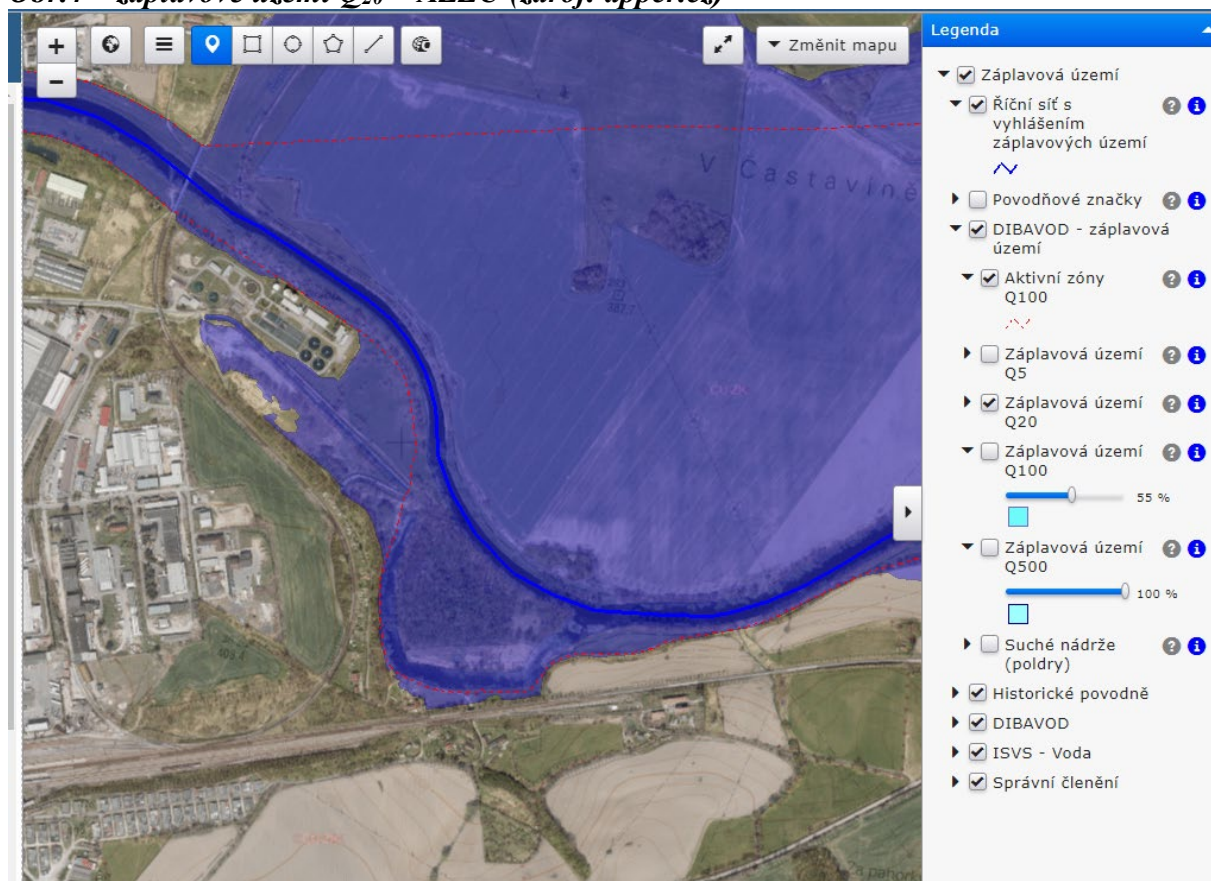 +
−
Změnit mapu
V Častavině
Legenda
Záplavová území
Říční síť s
vyhlášením
záplavových území
Povodňové značky
DIBAVOD - záplavová
území
Aktivní zóny
Q100
Záplavová území
Q5
Záplavová území
Q20
Záplavová území
Q100
55 %
Záplavová území
Q500
100 %
Suché nádrže
(poldry)
Historické povodně
DIBAVOD
ISVS - Voda
Správní členění